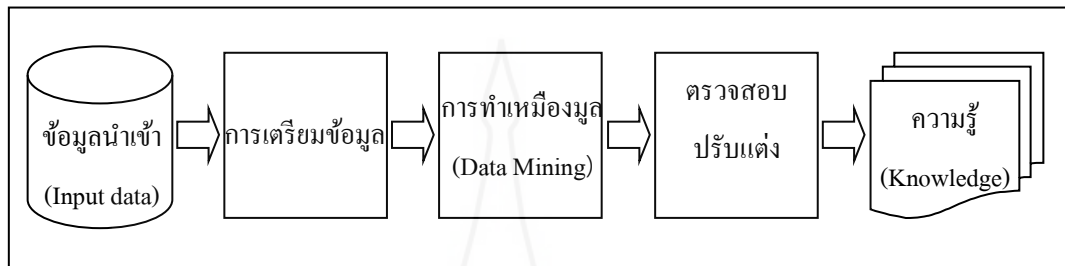 ข้อมูลนำเข้า
(Input data)
การเตรียมข้อมูล
การทำเหมืองมูล
(Data Mining)
ตรวจสอบ
ปรับแต่ง
ความรู้
(Knowledge)